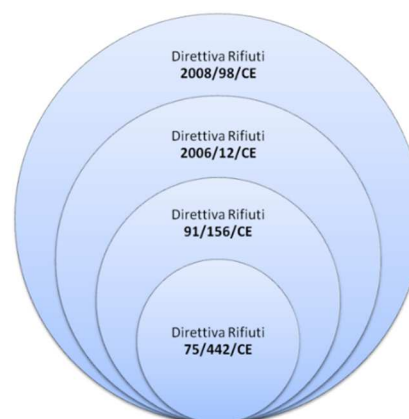 Direttiva Rifiuti
2008/98/CE
Direttiva Rifiuti
2006/12/CE
Direttiva Rifiuti
91/156/CE
Direttiva Rifiuti
75/442/CE